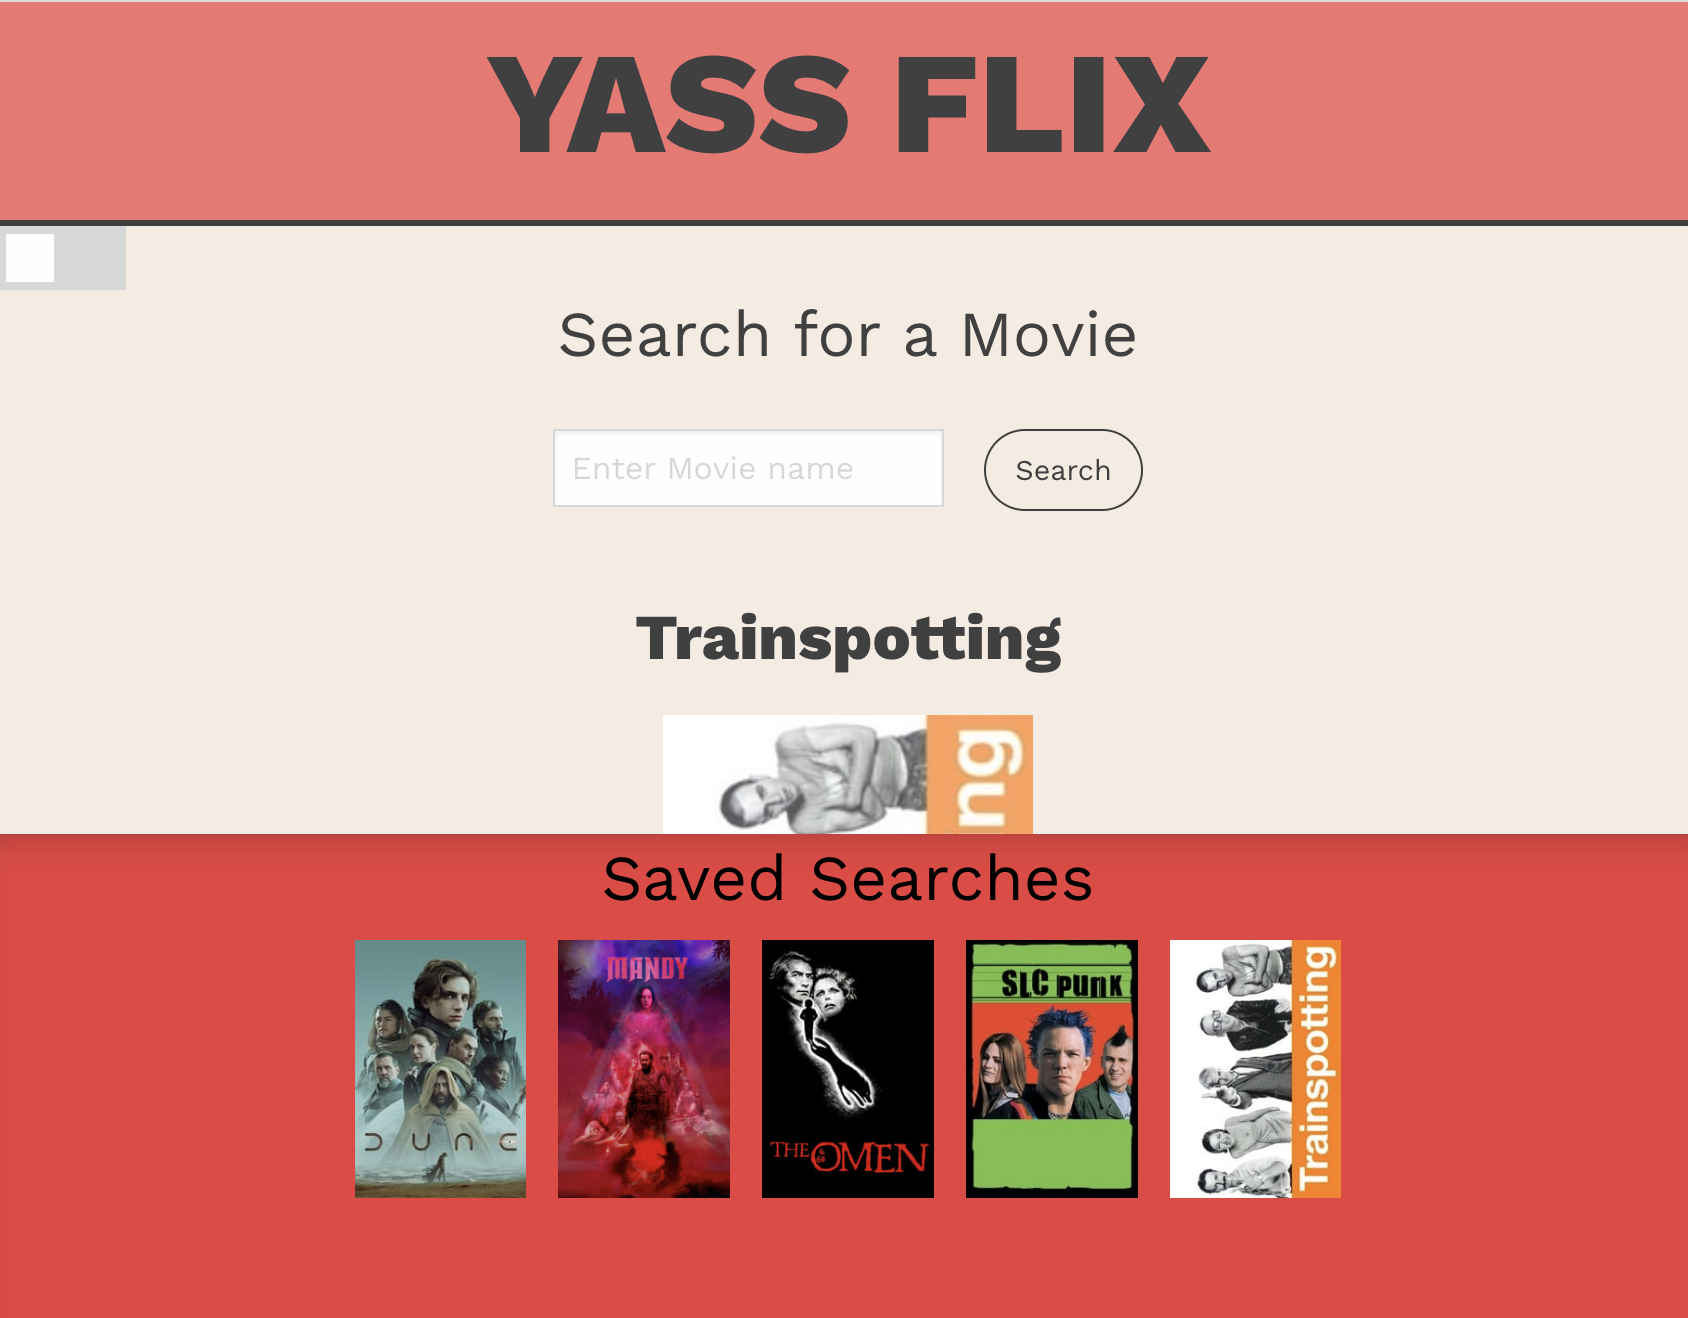 YASS FLIX
Search for a Movie
Enter Movie name
Search
Trainspotting
ng
Saved Searches
DUNE
MANDY
THE OMEN
SLC PUNK
Trainspotting